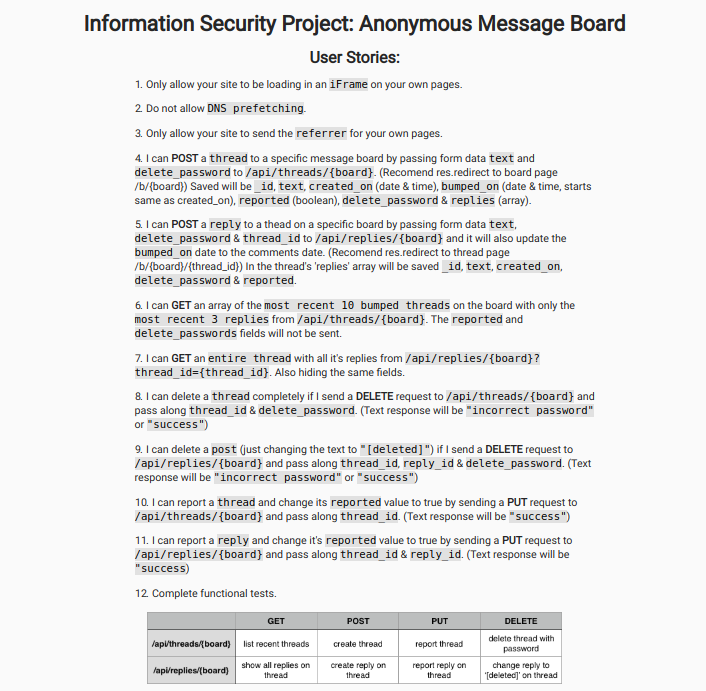 Information Security Project: Anonymous Message Board
User Stories:
1. Only allow your site to be loading in an iFrame on your own pages.
2. Do not allow DNS prefetching.
3. Only allow your site to send the referrer for your own pages.
4. I can POST a thread to a specific message board by passing form data text and
delete_password to /api/threads/{board}. (Recomend res.redirect to board page
/b/{board}) Saved will be _id, text, created_on (date & time), bumped_on (date & time, starts
same as created_on), reported (boolean), delete_password & replies (array).
5. I can POST a reply to a thead on a specific board by passing form data text,
delete_password & thread_id to /api/replies/{board} and it will also update the
bumped_on date to the comments date. (Recomend res.redirect to thread page
/b/{board}/{thread_id}) In the thread's 'replies' array will be saved _id, text, created_on,
delete_password & reported.
6. I can GET an array of the most recent 10 bumped threads on the board with only the
most recent 3 replies from /api/threads/{board}. The reported and
delete_passwords fields will not be sent.
7. I can GET an entire thread with all it's replies from /api/replies/{board}?
thread_id={thread_id}. Also hiding the same fields.
8. I can delete a thread completely if I send a DELETE request to /api/threads/{board} and
pass along thread_id & delete_password. (Text response will be "incorrect password"
or "success")
9. I can delete a post (just changing the text to "[deleted]") if I send a DELETE request to
/api/replies/{board} and pass along thread_id, reply_id & delete_password. (Text
response will be "incorrect password" or "success")
10. I can report a thread and change its reported value to true by sending a PUT request to
/api/threads/{board} and pass along thread_id. (Text response will be "success")
11. I can report a reply and change it's reported value to true by sending a PUT request to
/api/replies/{board} and pass along thread_id & reply_id. (Text response will be
"success)
12. Complete functional tests.
GET POST PUT DELETE
/api/threads/{board} list recent threads create thread report thread delete thread with password
/api/replies/{board} show all replies on thread create reply on thread report reply on thread change reply to '[deleted]' on thread